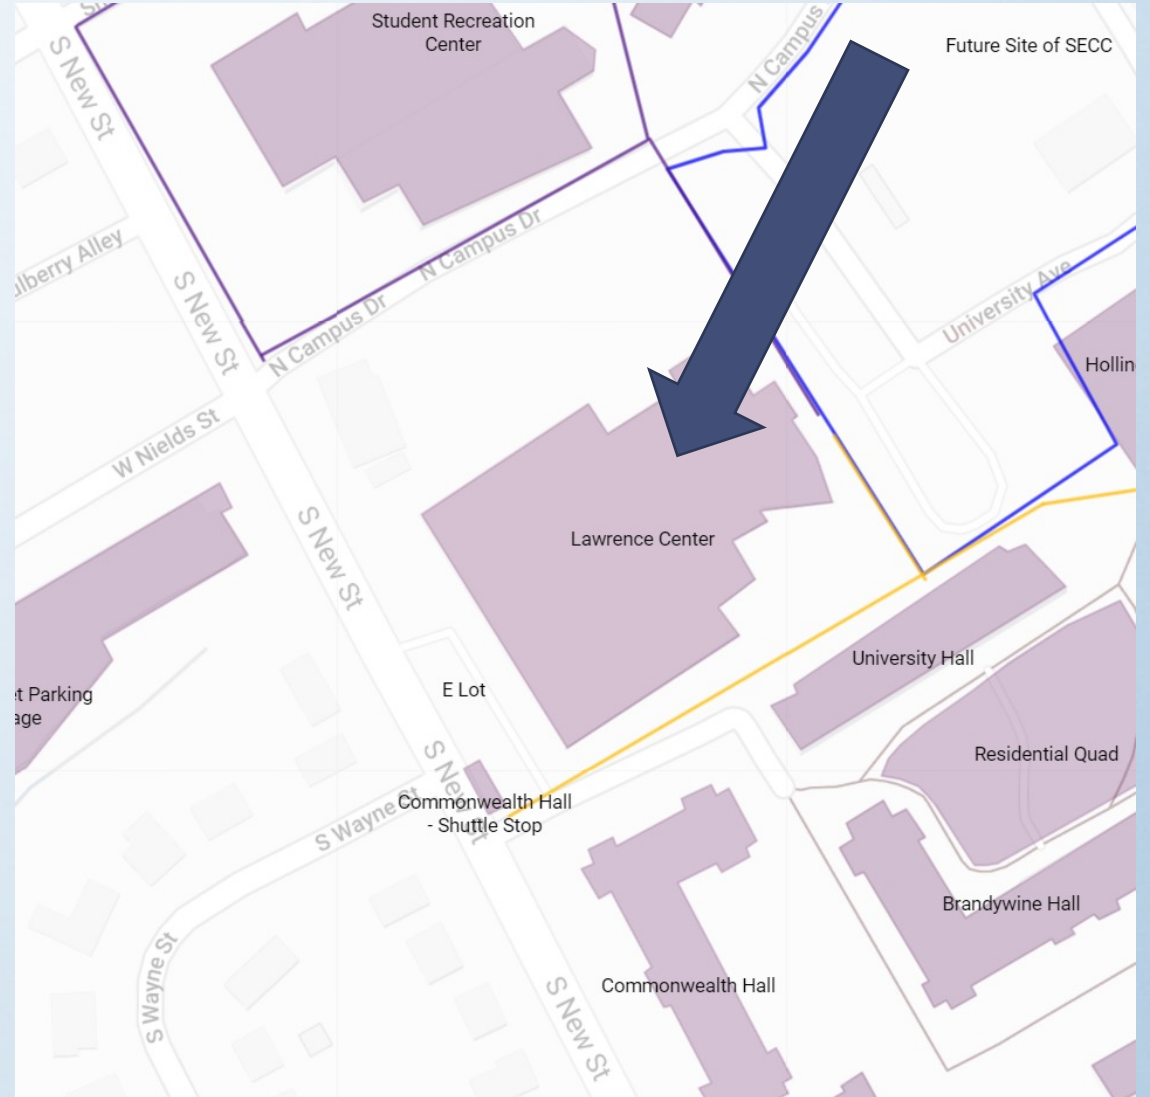 Student Recreation
Center
N Campus
Future Site of SECC
S New St
ulberry Alley
N Campus Dr
S New St
N Campus Dr
University Ave
Hollin
W Nields St
S New St
Lawrence Center
University Hall
et Parking
age
E Lot
Residential Quad
S New St
Commonwealth Hall
- Shuttle Stop
S Wayne St
Brandywine Hall
S Wayne St
Commonwealth Hall
S New St